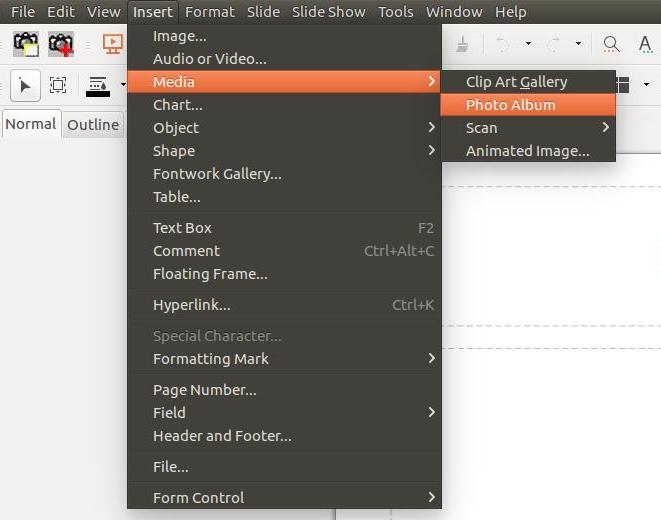 File Edit View Insert Format Slide Slide Show Tools Window Help
Normal Outline
Image...
Audio or Video...
Media
Chart...
Object
Shape
Fontwork Gallery...
Table...
Text Box F2
Comment Ctrl+Alt+C
Floating Frame...
Hyperlink... Ctrl+K
Special Character...
Formatting Mark
Page Number...
Field
Header and Footer...
File...
Form Control
Clip Art Gallery
Photo Album
Scan
Animated Image...